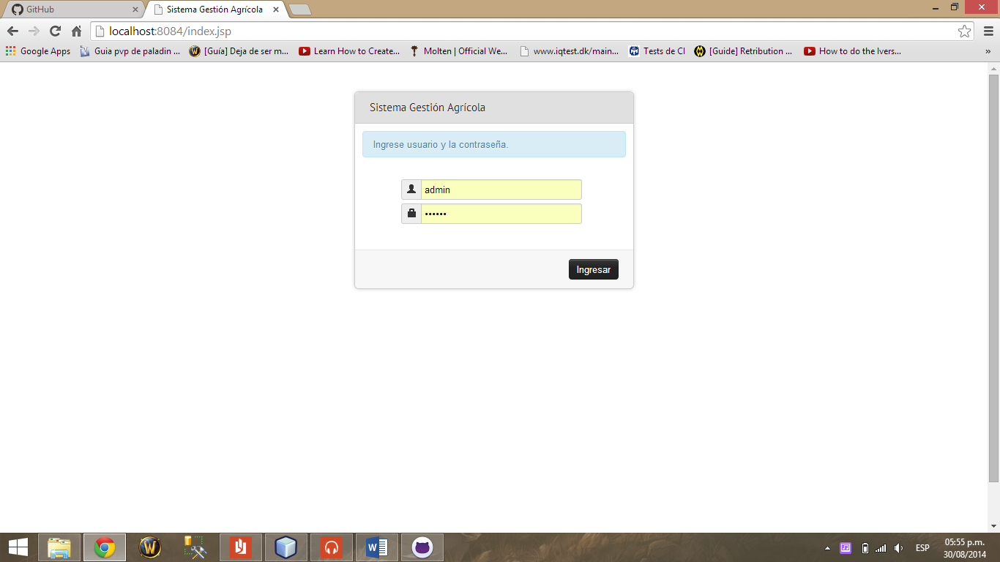 GitHub
Sistema Gestión Agrícola
localhost:8084/index.jsp
Google Apps
Guia pvp de paladin ...
[Guía] Deja de ser m...
Learn How to Create...
Molten | Official We...
www.iqtest.dk/main...
Tests de CI
[Guide] Retribution ...
How to do the Ivers...
»
Sistema Gestión Agrícola
Ingrese usuario y la contraseña.
admin
••••••
Ingresar
ESP
05:55 p.m.
30/08/2014